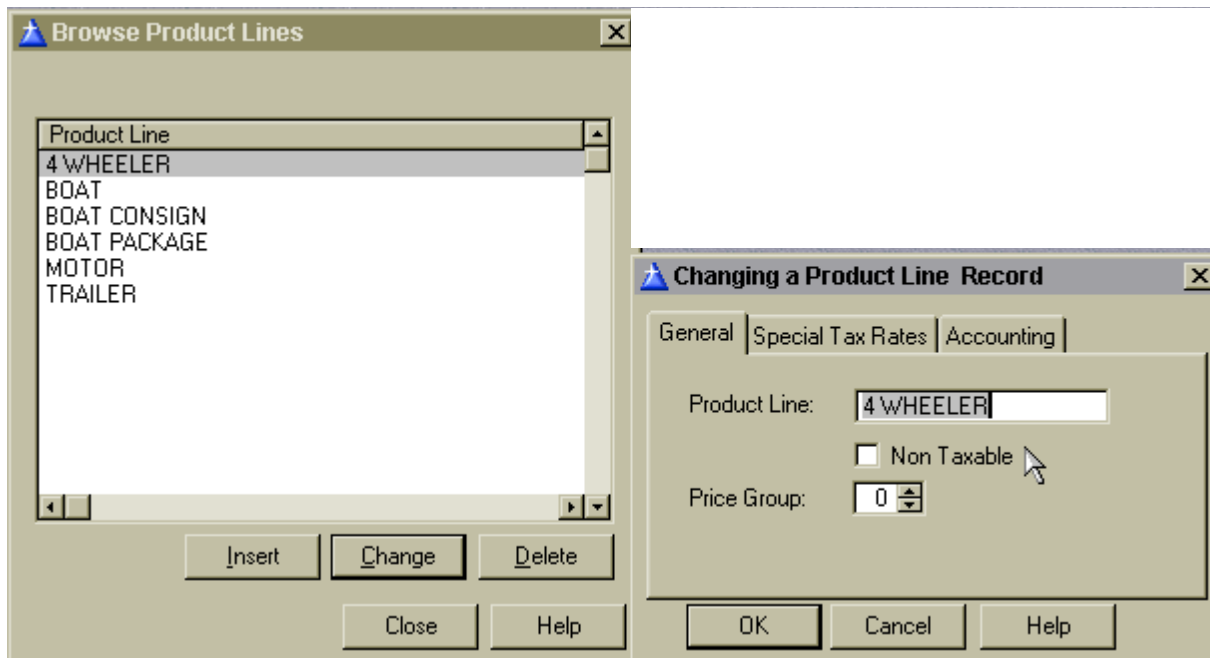 Browse Product Lines
Product Line
4 WHEELER
BOAT
BOAT CONSIGN
BOAT PACKAGE
MOTOR
TRAILER
Insert Change Delete
Close Help
Changing a Product Line Record
General Special Tax Rates Accounting
Product Line: 4 WHEELER
Non Taxable
Price Group: 0
OK Cancel Help